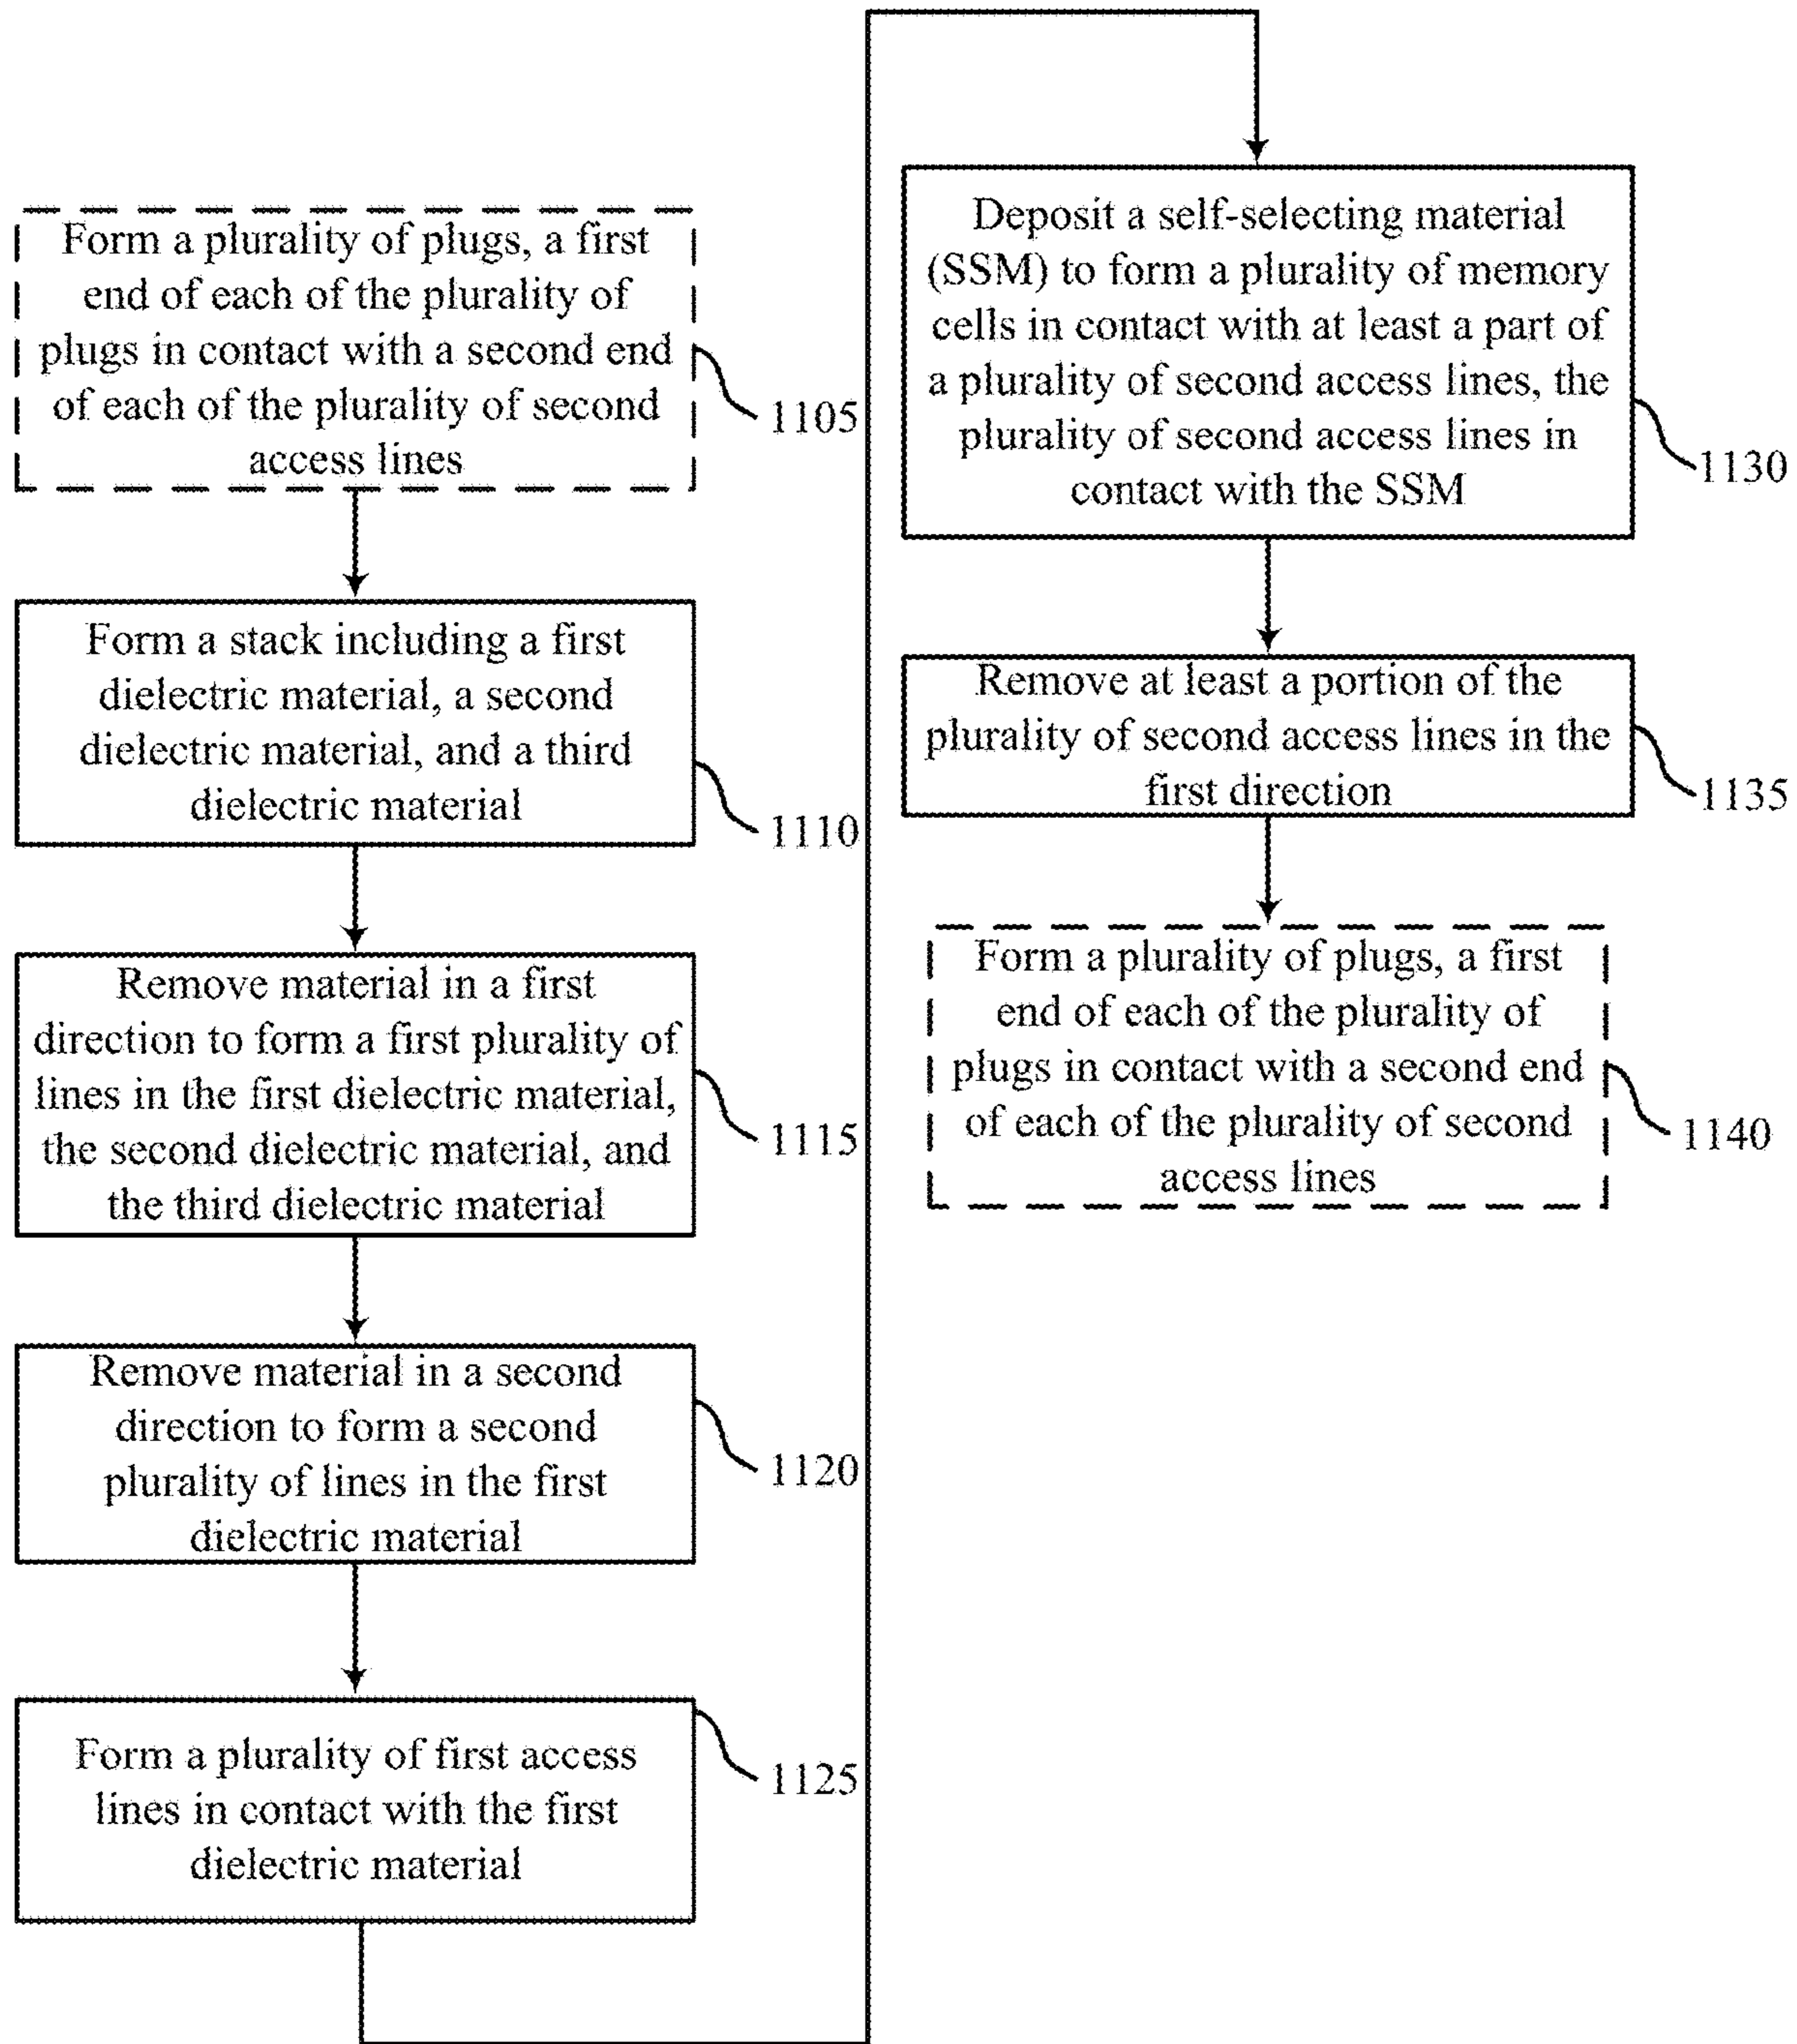 Form a plurality of plugs, a first
end of each of the plurality of
plugs in contact with a second end
of each of the plurality of second
access lines
1105
Form a stack including a first
dielectric material, a second
dielectric material, and a third
dielectric material
1110
Remove material in a first
direction to form a first plurality of
lines in the first dielectric material,
the second dielectric material, and
the third dielectric material
1115
Remove material in a second
direction to form a second
plurality of lines in the first
dielectric material
1120
Form a plurality of first access
lines in contact with the first
dielectric material
1125
Deposit a self-selecting material
(SSM) to form a plurality of memory
cells in contact with at least a part of
a plurality of second access lines, the
plurality of second access lines in
contact with the SSM
1130
Remove at least a portion of the
plurality of second access lines in the
first direction
1135
Form a plurality of plugs, a first
end of each of the plurality of
plugs in contact with a second end
of each of the plurality of second
access lines
1140